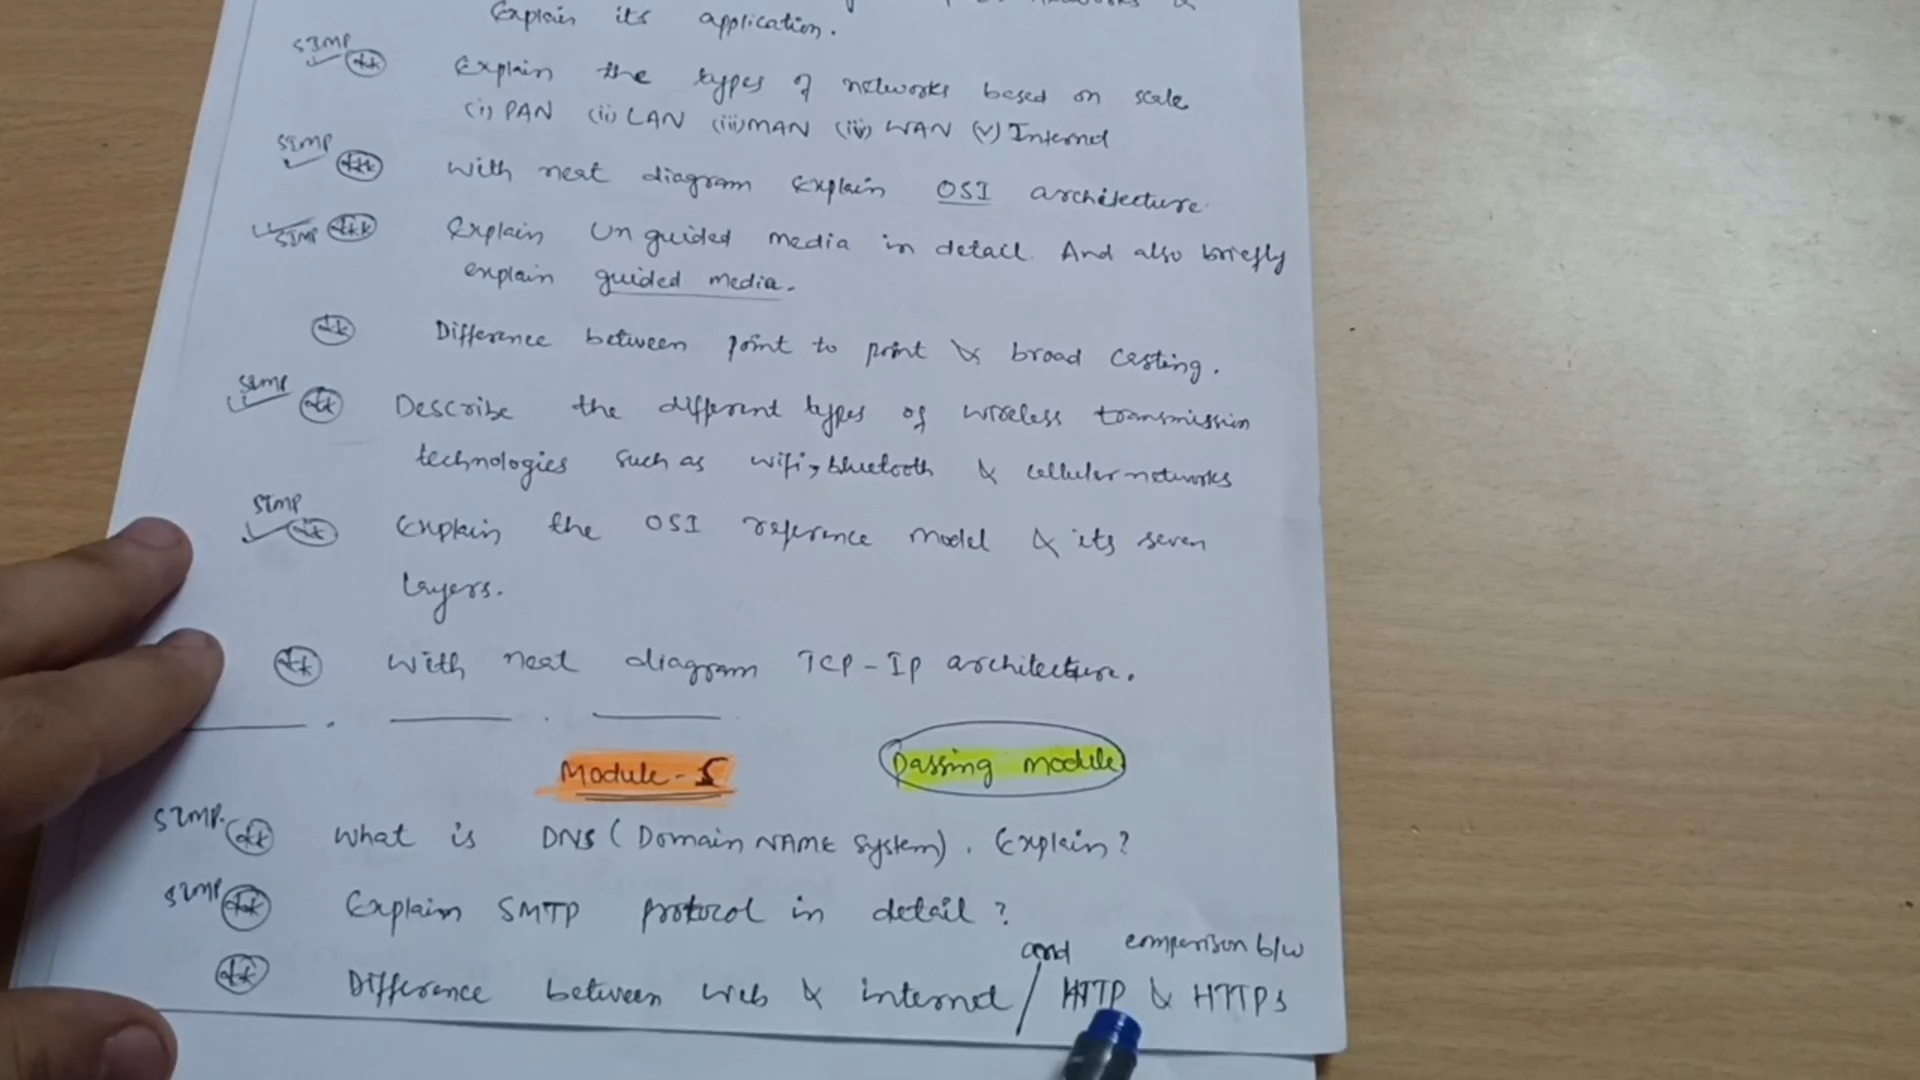 Explain its application.
SIMP
Explain the types of networks based on scale
(i) PAN (ii) LAN (iii) MAN (iv) WAN (v) Internet
SIMP
With neat diagram Explain OSI architecture.
SIMP Explain Un guided media in detail. And also briefly
explain guided media.
Difference between point to point & broad casting.
SIMP
Describe the different types of wireless transmission
technologies such as wifi, bluetooth & cellular networks
SIMP
Explain the OSI reference model & its seven
layers.
With neat diagram TCP-IP architecture.
Module-5 Passing module
SIMP. What is DNS (Domain NAME System). Explain?
SIMP Explain SMTP protocol in detail?
and comparison b/w
Difference between web & internet / HTTP & HTTPs